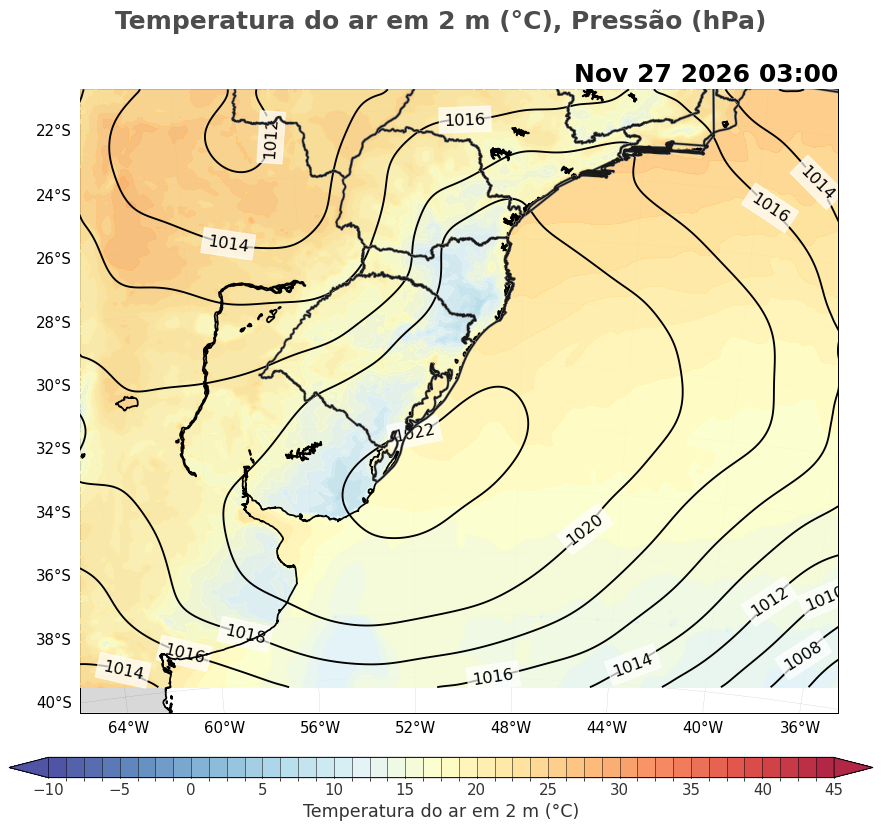 Temperatura do ar em 2 m (°C), Pressão (hPa)
Nov 27 2026 03:00
22°S
24°S
26°S
28°S
30°S
32°S
34°S
36°S
38°S
40°S
1012
1016
1014
1016
1014
1022
1020
1018
1016
1014
1016
1014
1012
1010
1008
64°W
60°W
56°W
52°W
48°W
44°W
40°W
36°W
−10
−5
0
5
10
15
20
25
30
35
40
45
Temperatura do ar em 2 m (°C)